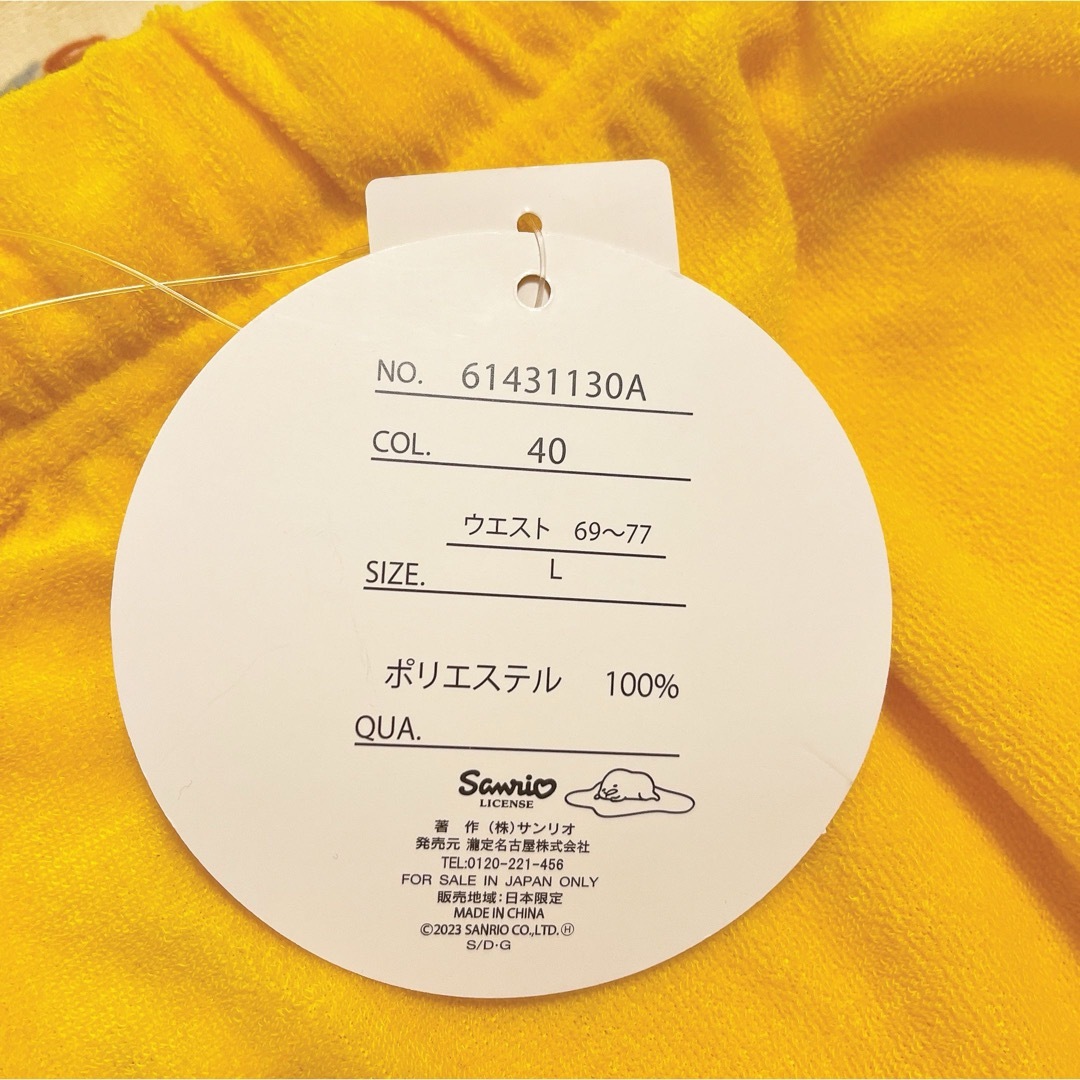 NO. 61431130A
COL. 40
ウエスト 69～77
SIZE. L
ポリエステル 100%
QUA.
Sanrio
LICENSE
著 作 (株)サンリオ
発売元 瀧定名古屋株式会社
TEL:0120-221-456
FOR SALE IN JAPAN ONLY
販売地域:日本限定
MADE IN CHINA
©2023 SANRIO CO.,LTD. Ⓗ
S/D·G